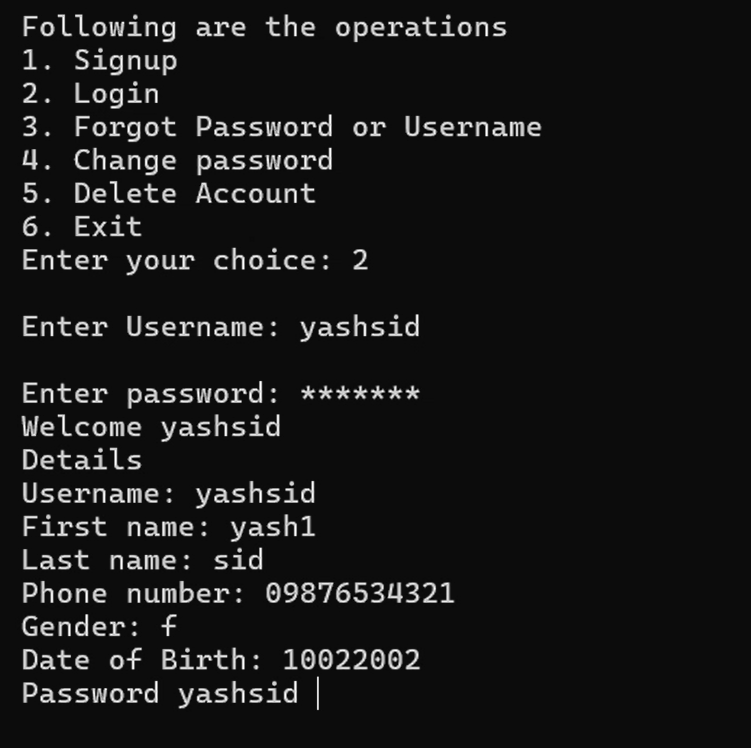 Following are the operations
1. Signup
2. Login
3. Forgot Password or Username
4. Change password
5. Delete Account
6. Exit
Enter your choice: 2
Enter Username: yashsid
Enter password: *******
Welcome yashsid
Details
Username: yashsid
First name: yash1
Last name: sid
Phone number: 09876534321
Gender: f
Date of Birth: 10022002
Password yashsid